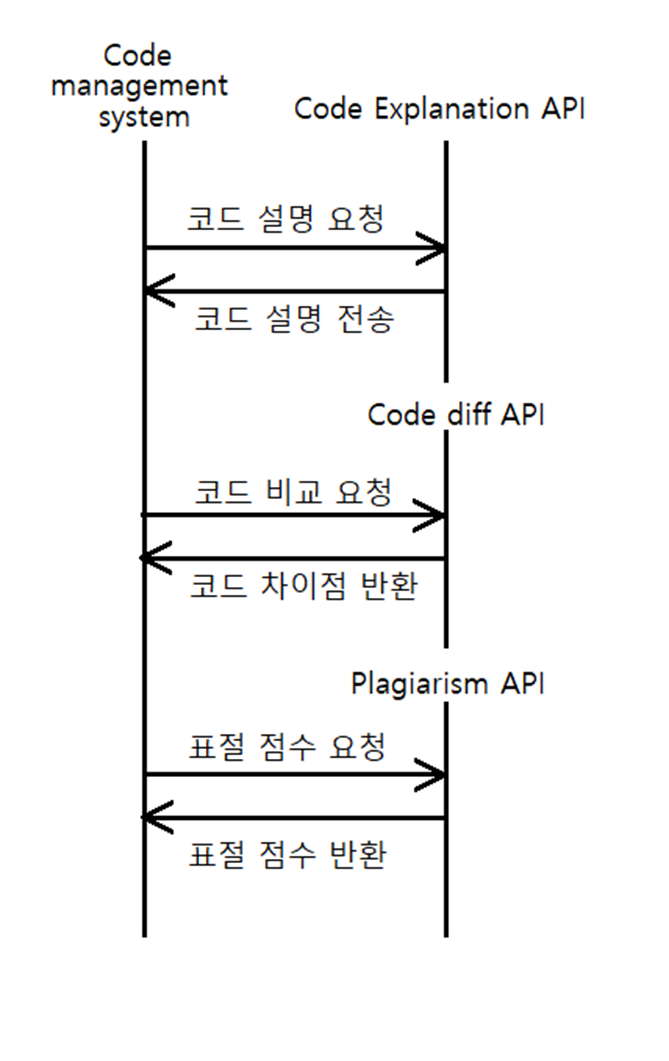 Code
management
system
Code Explanation API
코드 설명 요청
코드 설명 전송
Code diff API
코드 비교 요청
코드 차이점 반환
Plagiarism API
표절 점수 요청
표절 점수 반환